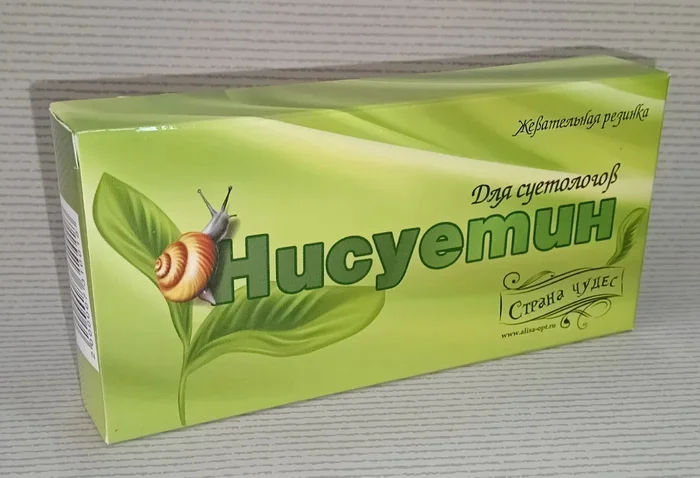 Жевательная резинка
Для суетологов
Нисуетин
Страна чудес
www.alisa-opt.ru